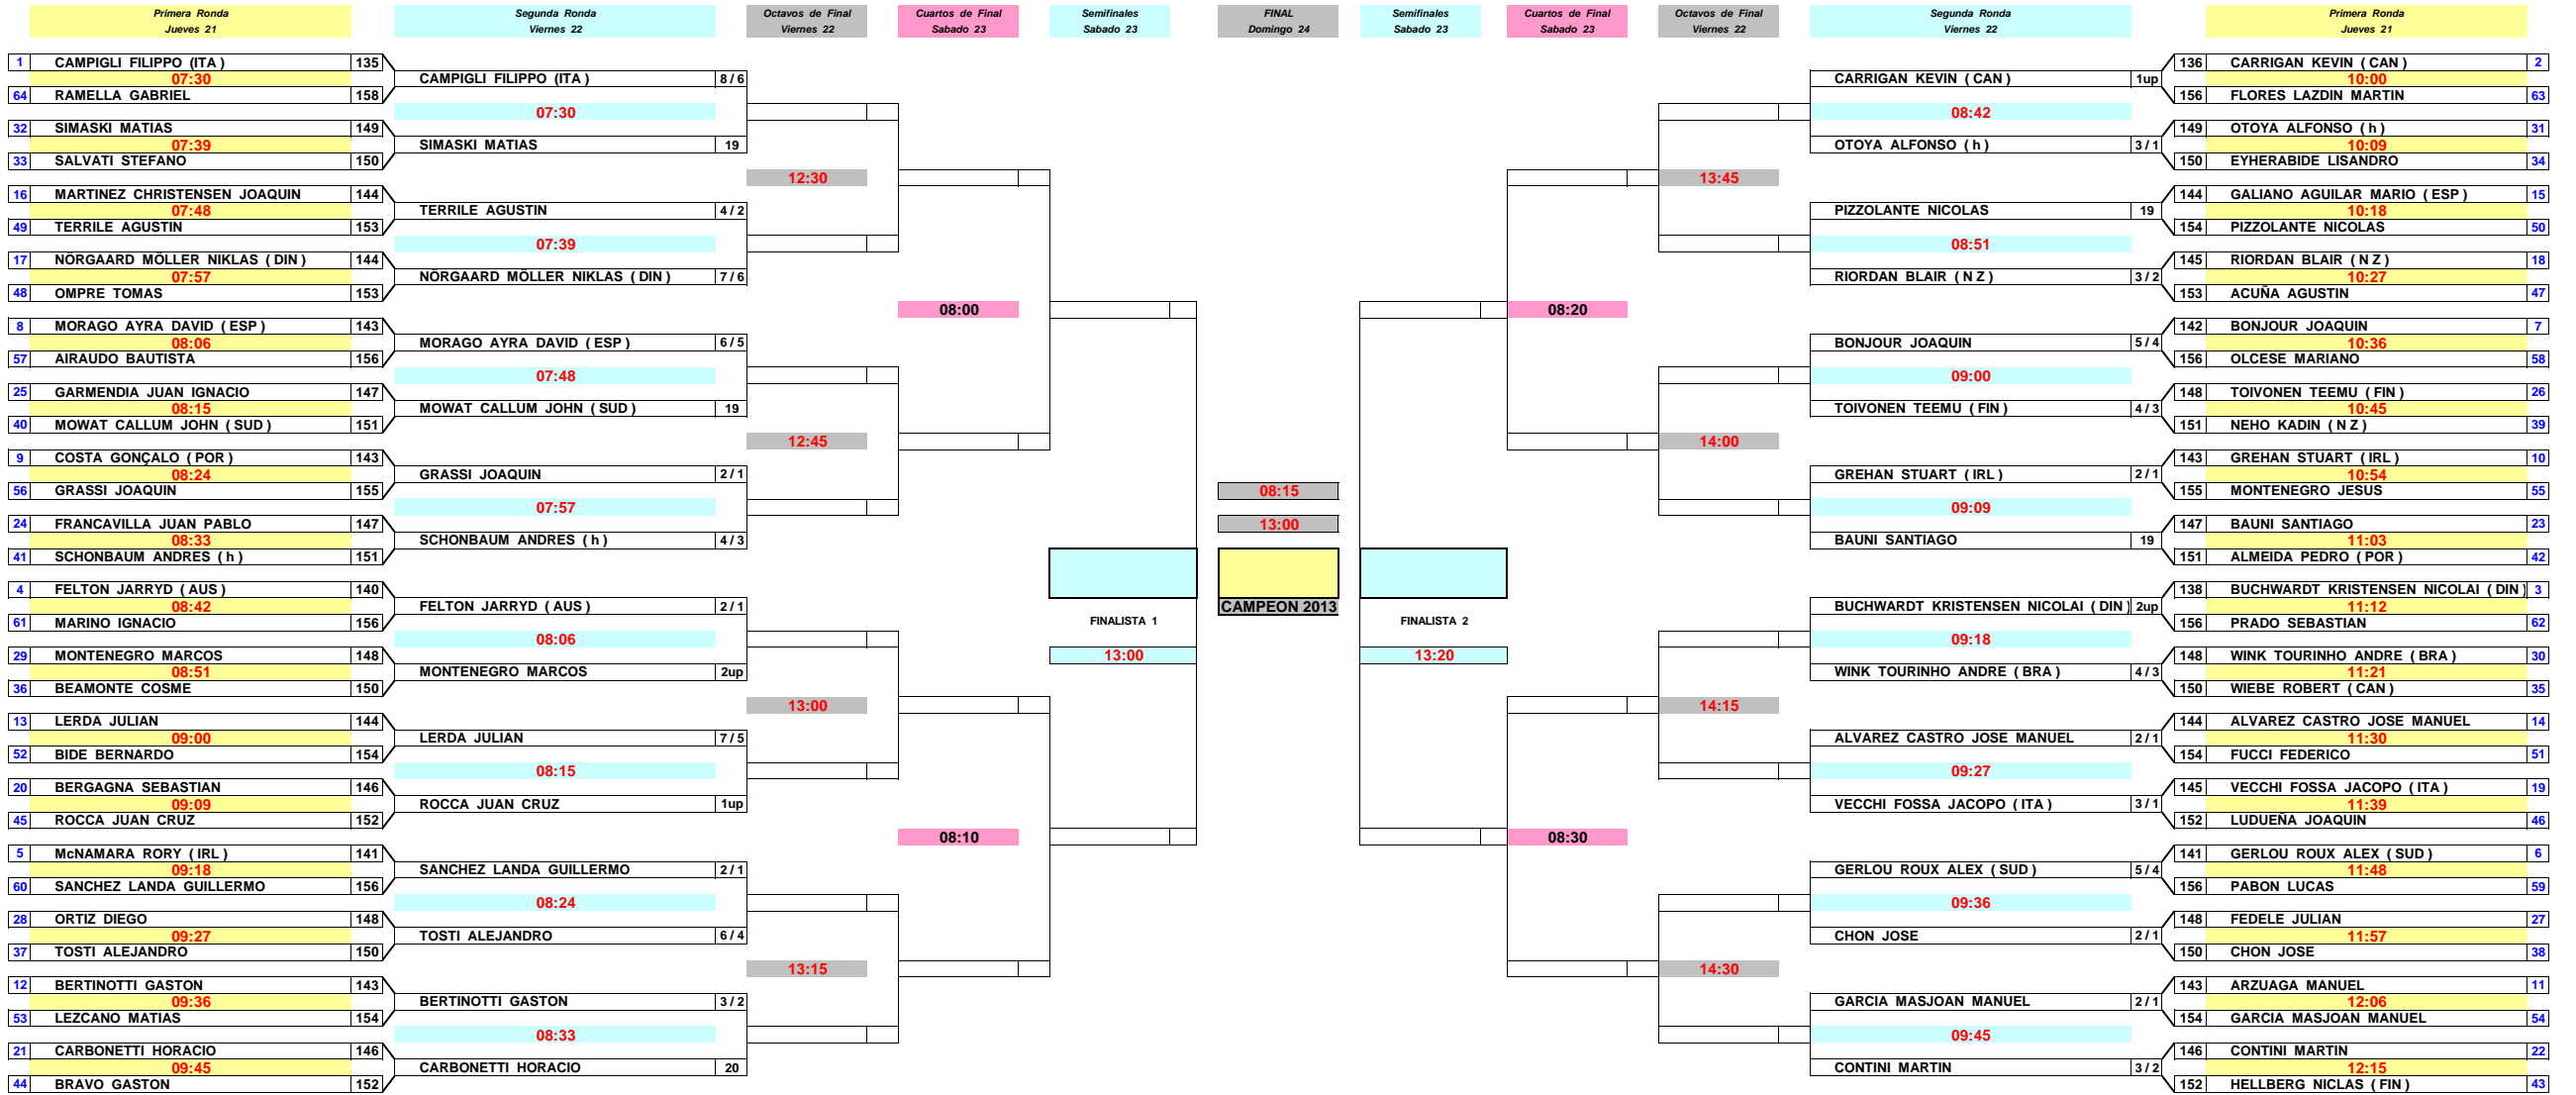 Primera Ronda Segunda Ronda Octavos de Final Cuartos de Final Semifinales FINAL Semifinales Cuartos de Final Octavos de Final Segunda Ronda Primera Ronda
Jueves 21 Viernes 22 Viernes 22 Sabado 23 Sabado 23 Domingo 24 Sabado 23 Sabado 23 Viernes 22 Viernes 22 Jueves 21
1 CAMPIGLI FILIPPO (ITA) 135 136 CARRIGAN KEVIN (CAN) 2
07:30 CAMPIGLI FILIPPO (ITA) 8/6 CARRIGAN KEVIN (CAN) 1up 10:00
64 RAMELLA GABRIEL 158 156 FLORES LAZDIN MARTIN 63
07:30 08:42
32 SIMASKI MATIAS 149 149 OTOYA ALFONSO (h) 31
07:39 SIMASKI MATIAS 19 OTOYA ALFONSO (h) 3/1 10:09
33 SALVATI STEFANO 150 150 EYHERABIDE LISANDRO 34
12:30 13:45
16 MARTINEZ CHRISTENSEN JOAQUIN 144 144 GALIANO AGUILAR MARIO (ESP) 15
07:48 TERRILE AGUSTIN 4/2 PIZZOLANTE NICOLAS 19 10:18
49 TERRILE AGUSTIN 153 154 PIZZOLANTE NICOLAS 50
07:39 08:51
17 NÖRGAARD MÖLLER NIKLAS (DIN) 144 145 RIORDAN BLAIR (N Z) 18
07:57 NÖRGAARD MÖLLER NIKLAS (DIN) 7/6 RIORDAN BLAIR (N Z) 3/2 10:27
48 OMPRE TOMAS 153 153 ACUÑA AGUSTIN 47
08:00 08:20
8 MORAGO AYRA DAVID (ESP) 143 142 BONJOUR JOAQUIN 7
08:06 MORAGO AYRA DAVID (ESP) 6/5 BONJOUR JOAQUIN 5/4 10:36
57 AIRAUDO BAUTISTA 156 156 OLCESE MARIANO 58
07:48 09:00
25 GARMENDIA JUAN IGNACIO 147 148 TOIVONEN TEEMU (FIN) 26
08:15 MOWAT CALLUM JOHN (SUD) 19 TOIVONEN TEEMU (FIN) 4/3 10:45
40 MOWAT CALLUM JOHN (SUD) 151 151 NEHO KADIN (N Z) 39
12:45 14:00
9 COSTA GONÇALO (POR) 143 143 GREHAN STUART (IRL) 10
08:24 GRASSI JOAQUIN 2/1 GREHAN STUART (IRL) 2/1 10:54
56 GRASSI JOAQUIN 155 08:15 155 MONTENEGRO JESUS 55
07:57 09:09
24 FRANCAVILLA JUAN PABLO 147 13:00 147 BAUNI SANTIAGO 23
08:33 SCHONBAUM ANDRES (h) 4/3 BAUNI SANTIAGO 19 11:03
41 SCHONBAUM ANDRES (h) 151 151 ALMEIDA PEDRO (POR) 42
4 FELTON JARRYD (AUS) 140 138 BUCHWARDT KRISTENSEN NICOLAI (DIN) 3
08:42 FELTON JARRYD (AUS) 2/1 CAMPEON 2013 BUCHWARDT KRISTENSEN NICOLAI (DIN) 2up 11:12
61 MARINO IGNACIO 156 FINALISTA 1 FINALISTA 2 156 PRADO SEBASTIAN 62
08:06 09:18
29 MONTENEGRO MARCOS 148 13:00 13:20 148 WINK TOURINHO ANDRE (BRA) 30
08:51 MONTENEGRO MARCOS 2up WINK TOURINHO ANDRE (BRA) 4/3 11:21
36 BEAMONTE COSME 150 150 WIEBE ROBERT (CAN) 35
13:00 14:15
13 LERDA JULIAN 144 144 ALVAREZ CASTRO JOSE MANUEL 14
09:00 LERDA JULIAN 7/5 ALVAREZ CASTRO JOSE MANUEL 2/1 11:30
52 BIDE BERNARDO 154 154 FUCCI FEDERICO 51
08:15 09:27
20 BERGAGNA SEBASTIAN 146 145 VECCHI FOSSA JACOPO (ITA) 19
09:09 ROCCA JUAN CRUZ 1up VECCHI FOSSA JACOPO (ITA) 3/1 11:39
45 ROCCA JUAN CRUZ 152 152 LUDUEÑA JOAQUIN 46
08:10 08:30
5 McNAMARA RORY (IRL) 141 141 GERLOU ROUX ALEX (SUD) 6
09:18 SANCHEZ LANDA GUILLERMO 2/1 GERLOU ROUX ALEX (SUD) 5/4 11:48
60 SANCHEZ LANDA GUILLERMO 156 156 PABON LUCAS 59
08:24 09:36
28 ORTIZ DIEGO 148 148 FEDELE JULIAN 27
09:27 TOSTI ALEJANDRO 6/4 CHON JOSE 2/1 11:57
37 TOSTI ALEJANDRO 150 150 CHON JOSE 38
13:15 14:30
12 BERTINOTTI GASTON 143 143 ARZUAGA MANUEL 11
09:36 BERTINOTTI GASTON 3/2 GARCIA MASJOAN MANUEL 2/1 12:06
53 LEZCANO MATIAS 154 154 GARCIA MASJOAN MANUEL 54
08:33 09:45
21 CARBONETTI HORACIO 146 146 CONTINI MARTIN 22
09:45 CARBONETTI HORACIO 20 CONTINI MARTIN 3/2 12:15
44 BRAVO GASTON 152 152 HELLBERG NICLAS (FIN) 43